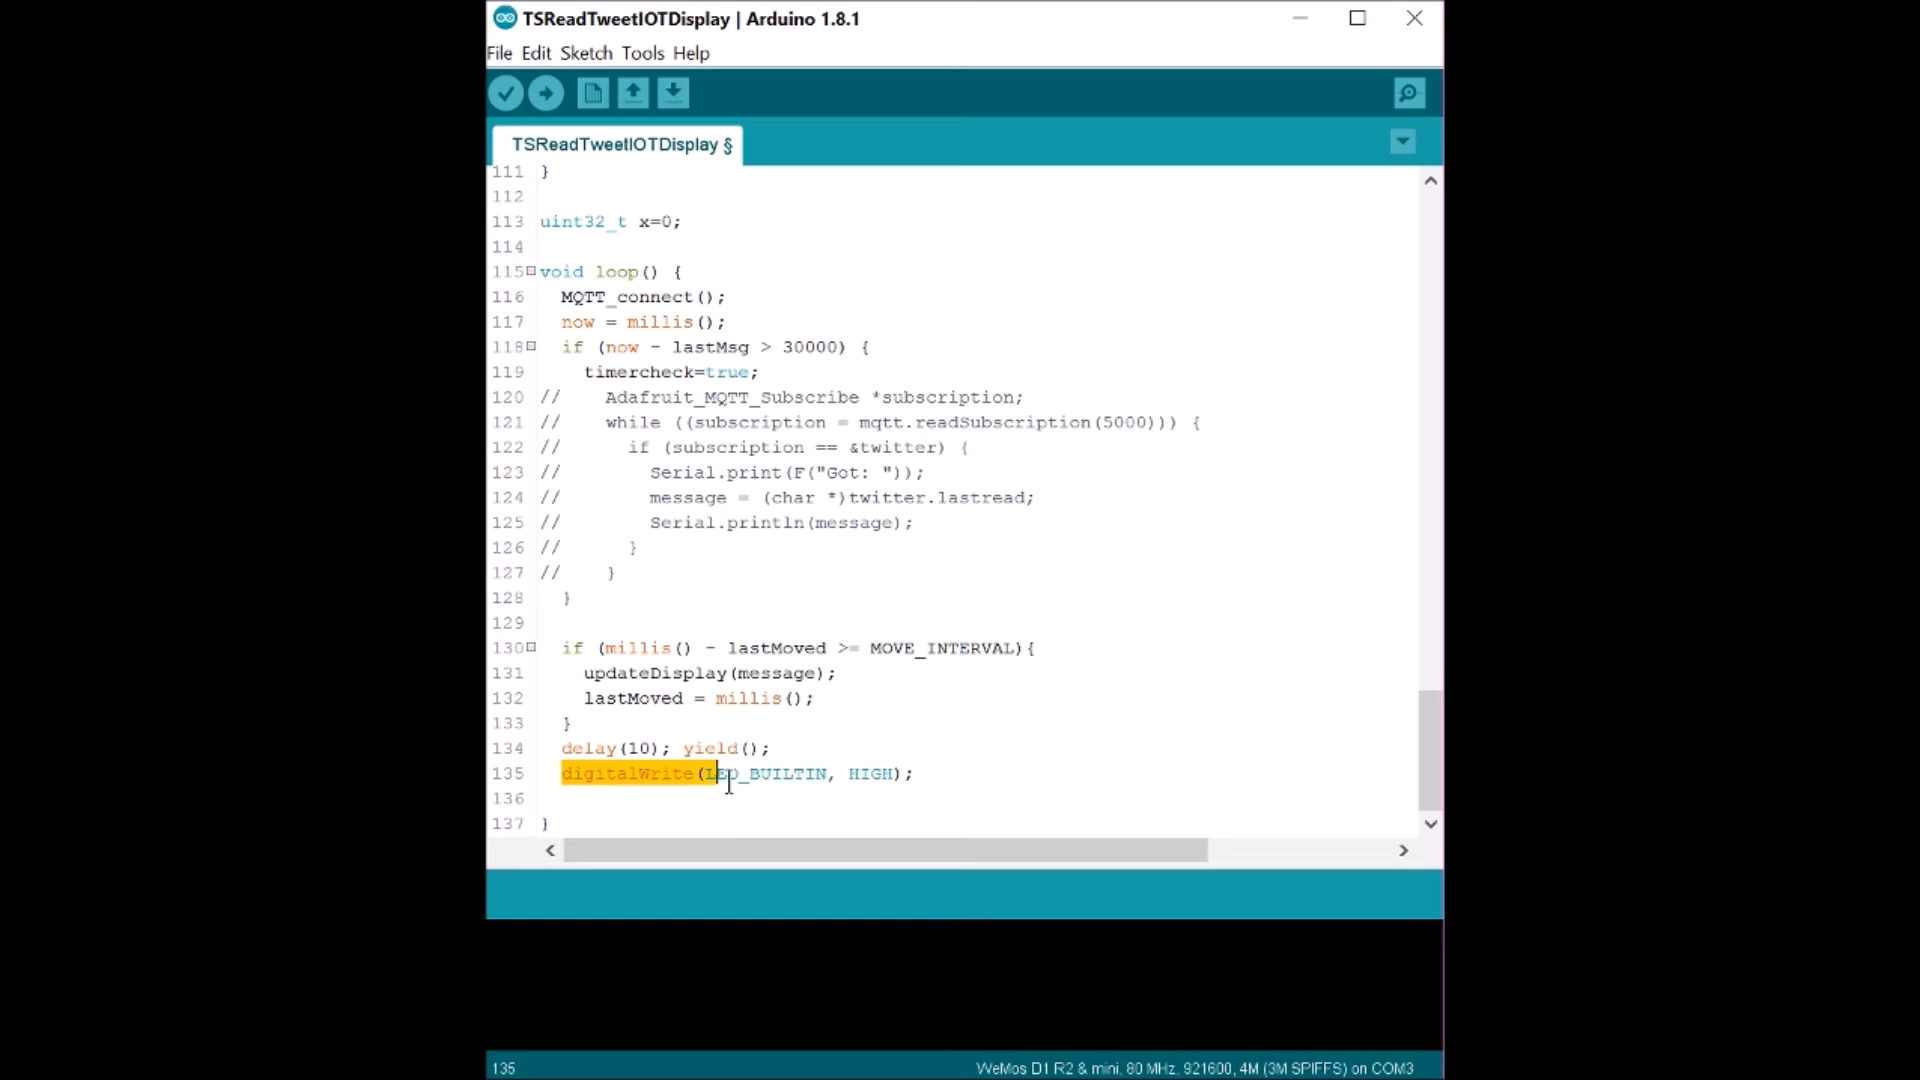 TSReadTweetIOTDisplay | Arduino 1.8.1
File Edit Sketch Tools Help
TSReadTweetIOTDisplay §
111 }
112
113 uint32_t x=0;
114
115 void loop() {
116 MQTT_connect();
117 now = millis();
118 if (now - lastMsg > 30000) {
119 timercheck=true;
120 // Adafruit_MQTT_Subscribe *subscription;
121 // while ((subscription = mqtt.readSubscription(5000))) {
122 // if (subscription == &twitter) {
123 // Serial.print(F("Got: "));
124 // message = (char *)twitter.lastread;
125 // Serial.println(message);
126 // }
127 // }
128 }
129
130 if (millis() - lastMoved >= MOVE_INTERVAL){
131 updateDisplay(message);
132 lastMoved = millis();
133 }
134 delay(10); yield();
135 digitalWrite(LED_BUILTIN, HIGH);
136
137 }
135 WeMos D1 R2 & mini, 80 MHz, 921600, 4M (3M SPIFFS) on COM3